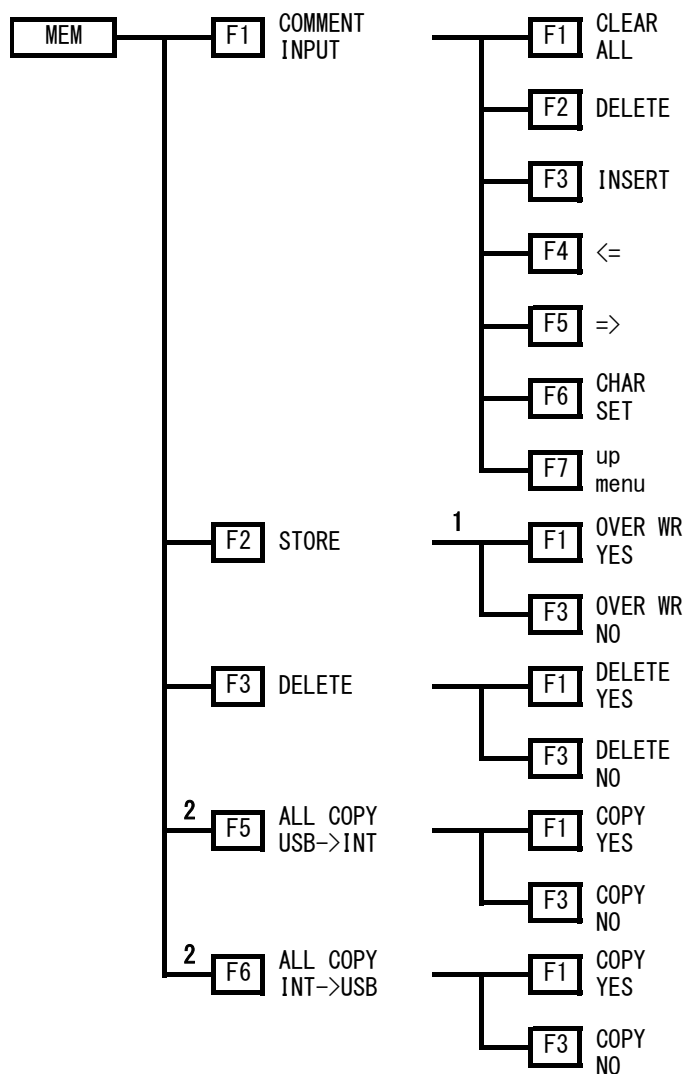 MEM
F1 COMMENT
INPUT
F1 CLEAR
ALL
F2 DELETE
F3 INSERT
F4 <=
F5 =>
F6 CHAR
SET
F7 up
menu
F2 STORE
1
F1 OVER WR
YES
F3 OVER WR
NO
F3 DELETE
F1 DELETE
YES
F3 DELETE
NO
2
F5 ALL COPY
USB->INT
F1 COPY
YES
F3 COPY
NO
2
F6 ALL COPY
INT->USB
F1 COPY
YES
F3 COPY
NO